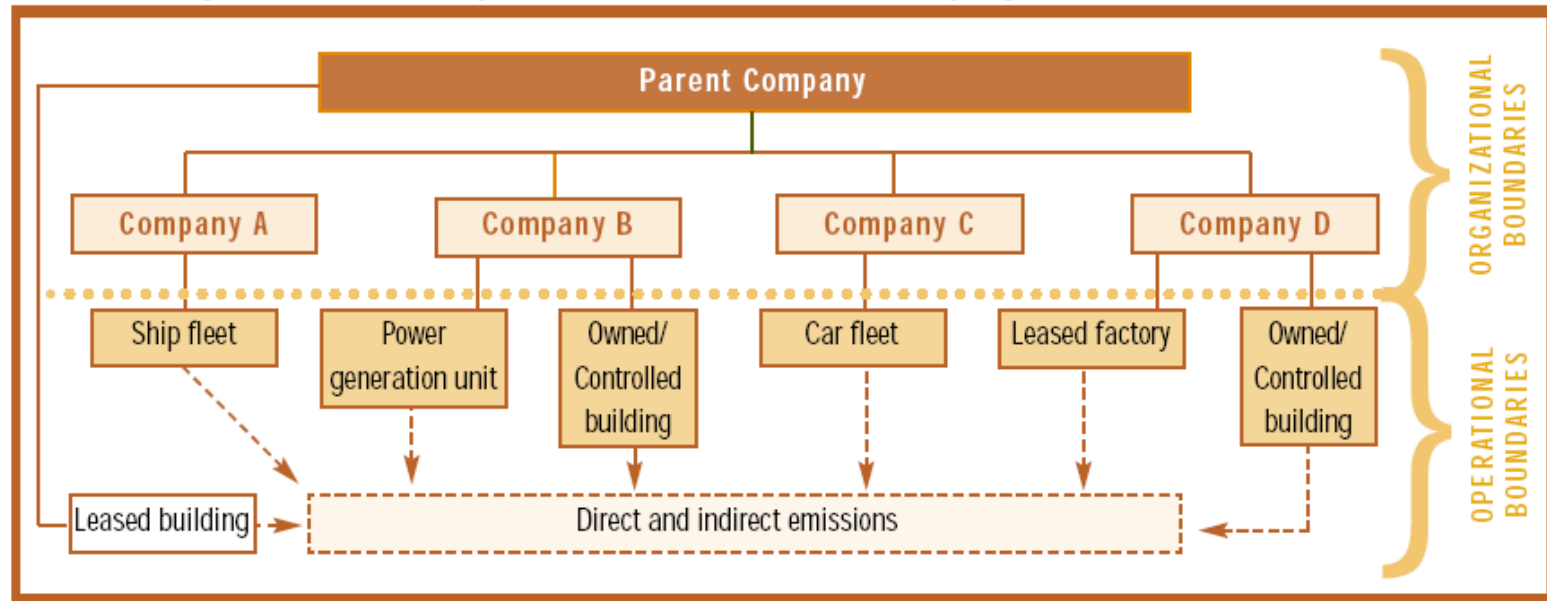 Parent Company
ORGANIZATIONAL
BOUNDARIES
Company A
Company B
Company C
Company D
Ship fleet
Power
generation unit
Owned/
Controlled
building
Car fleet
Leased factory
Owned/
Controlled
building
OPERATIONAL
BOUNDARIES
Leased building
Direct and indirect emissions